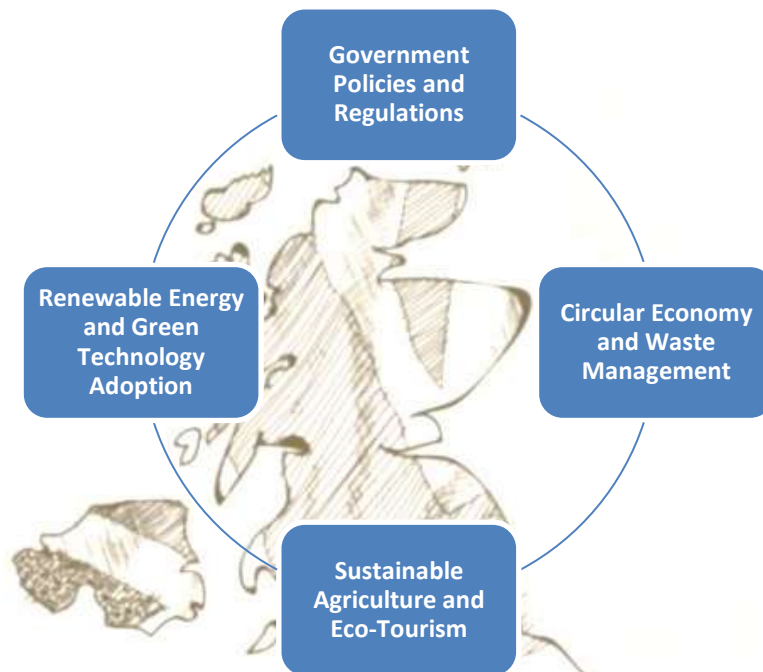 Government
Policies and
Regulations
Renewable Energy
and Green
Technology
Adoption
Circular Economy
and Waste
Management
Sustainable
Agriculture and
Eco-Tourism